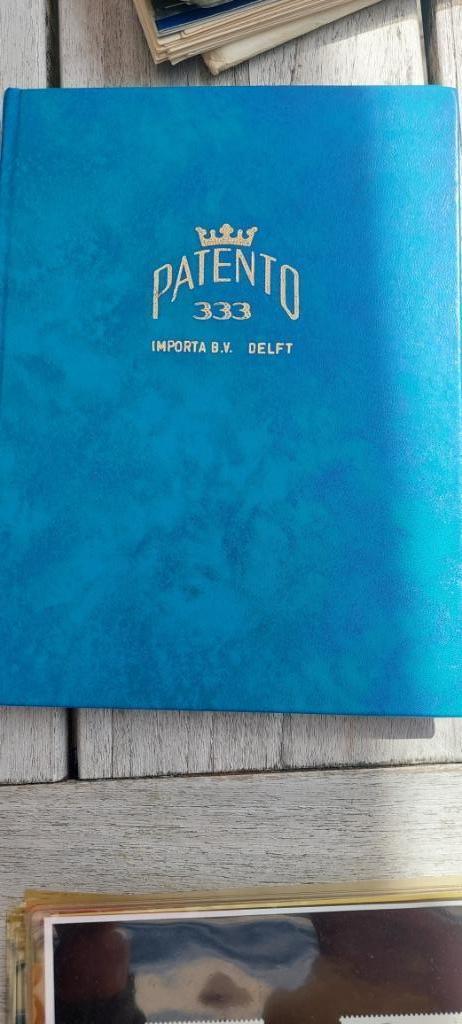 PATENTO
333
IMPORTA B.V. DELFT